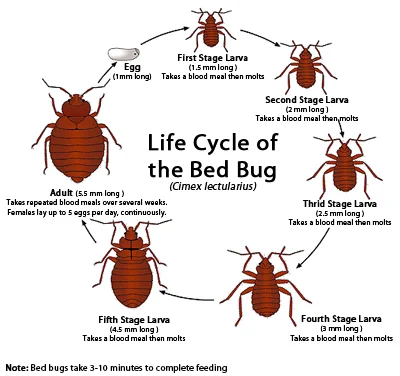 Egg
(1mm long)
First Stage Larva
(1.5 mm long )
Takes a blood meal then molts
Second Stage Larva
(2 mm long )
Takes a blood meal then molts
Thrid Stage Larva
(2.5 mm long )
Takes a blood meal then molts
Fourth Stage Larva
(3 mm long )
Takes a blood meal then molts
Fifth Stage Larva
(4.5 mm long )
Takes a blood meal then molts
Adult (5.5 mm long )
Takes repeated blood meals over several weeks.
Females lay up to 5 eggs per day, continuously.
Life Cycle of
the Bed Bug
(Cimex lectularius)
Note: Bed bugs take 3-10 minutes to complete feeding